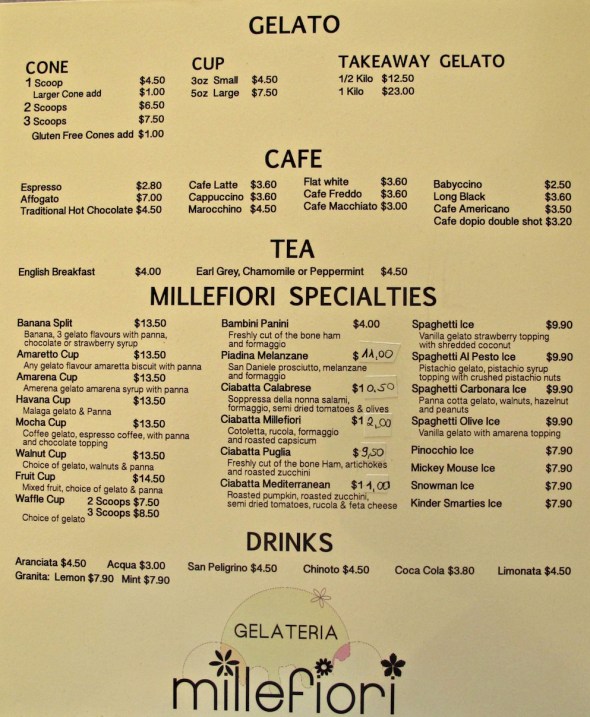 GELATO
CONE
1 Scoop $4.50
Larger Cone add $1.00
2 Scoops $6.50
3 Scoops $7.50
Gluten Free Cones add $1.00
CUP
3oz Small $4.50
5oz Large $7.50
TAKEAWAY GELATO
1/2 Kilo $12.50
1 Kilo $23.00
CAFE
Espresso $2.80
Affogato $7.00
Traditional Hot Chocolate $4.50
Cafe Latte $3.60
Cappuccino $3.60
Marocchino $4.50
Flat white $3.60
Cafe Freddo $3.60
Cafe Macchiato $3.00
Babyccino $2.50
Long Black $3.60
Cafe Americano $3.50
Cafe dopio double shot $3.20
TEA
English Breakfast $4.00
Earl Grey, Chamomile or Peppermint $4.50
MILLEFIORI SPECIALTIES
Banana Split $13.50
Banana, 3 gelato flavours with panna,
chocolate or strawberry syrup
Amaretto Cup $13.50
Any gelato flavour amaretta biscuit with panna
Amarena Cup $13.50
Amerena gelato amarena syrup with panna
Havana Cup $13.50
Malaga gelato & Panna
Mocha Cup $13.50
Coffee gelato, espresso coffee, with panna
and chocolate topping
Walnut Cup $13.50
Choice of gelato, walnuts & panna
Fruit Cup $14.50
Mixed fruit, choice of gelato & panna
Waffle Cup 2 Scoops $7.50
3 Scoops $8.50
Choice of gelato
Bambini Panini $4.00
Freshly cut of the bone ham
and formaggio
Piadina Melanzane $11,00
San Daniele prosciutto, melanzane
and formaggio
Ciabatta Calabrese $10.50
Soppressa della nonna salami,
formaggio, semi dried tomatoes & olives
Ciabatta Millefiori $12,00
Cotoletta, rucola, formaggio
and roasted capsicum
Ciabatta Puglia $9,50
Freshly cut of the bone Ham, artichokes
and roasted zucchini
Ciabatta Mediterranean $11,00
Roasted pumpkin, roasted zucchini,
semi dried tomatoes, rucola & feta cheese
Spaghetti Ice $9.90
Vanilla gelato strawberry topping
with shredded coconut
Spaghetti Al Pesto Ice $9.90
Pistachio gelato, pistachio syrup
topping with crushed pistachio nuts
Spaghetti Carbonara Ice $9.90
Panna cotta gelato, walnuts, hazelnut
and peanuts
Spaghetti Olive Ice $9.90
Vanilla gelato with amarena topping
Pinocchio Ice $7.90
Mickey Mouse Ice $7.90
Snowman Ice $7.90
Kinder Smarties Ice $7.90
DRINKS
Aranciata $4.50 Acqua $3.00 San Peligrino $4.50 Chinoto $4.50 Coca Cola $3.80 Limonata $4.50
Granita: Lemon $7.90 Mint $7.90
GELATERIA
millefiori